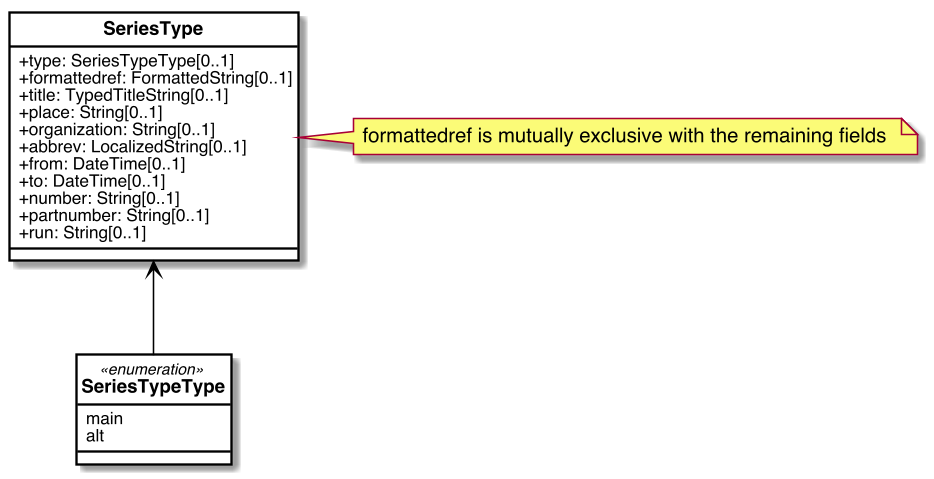 SeriesType
+type: SeriesTypeType[0..1]
+formattedref: FormattedString[0..1]
+title: TypedTitleString[0..1]
+place: String[0..1]
+organization: String[0..1]
+abbrev: LocalizedString[0..1]
+from: DateTime[0..1]
+to: DateTime[0..1]
+number: String[0..1]
+partnumber: String[0..1]
+run: String[0..1]
formattedref is mutually exclusive with the remaining fields
«enumeration»
SeriesTypeType
main
alt